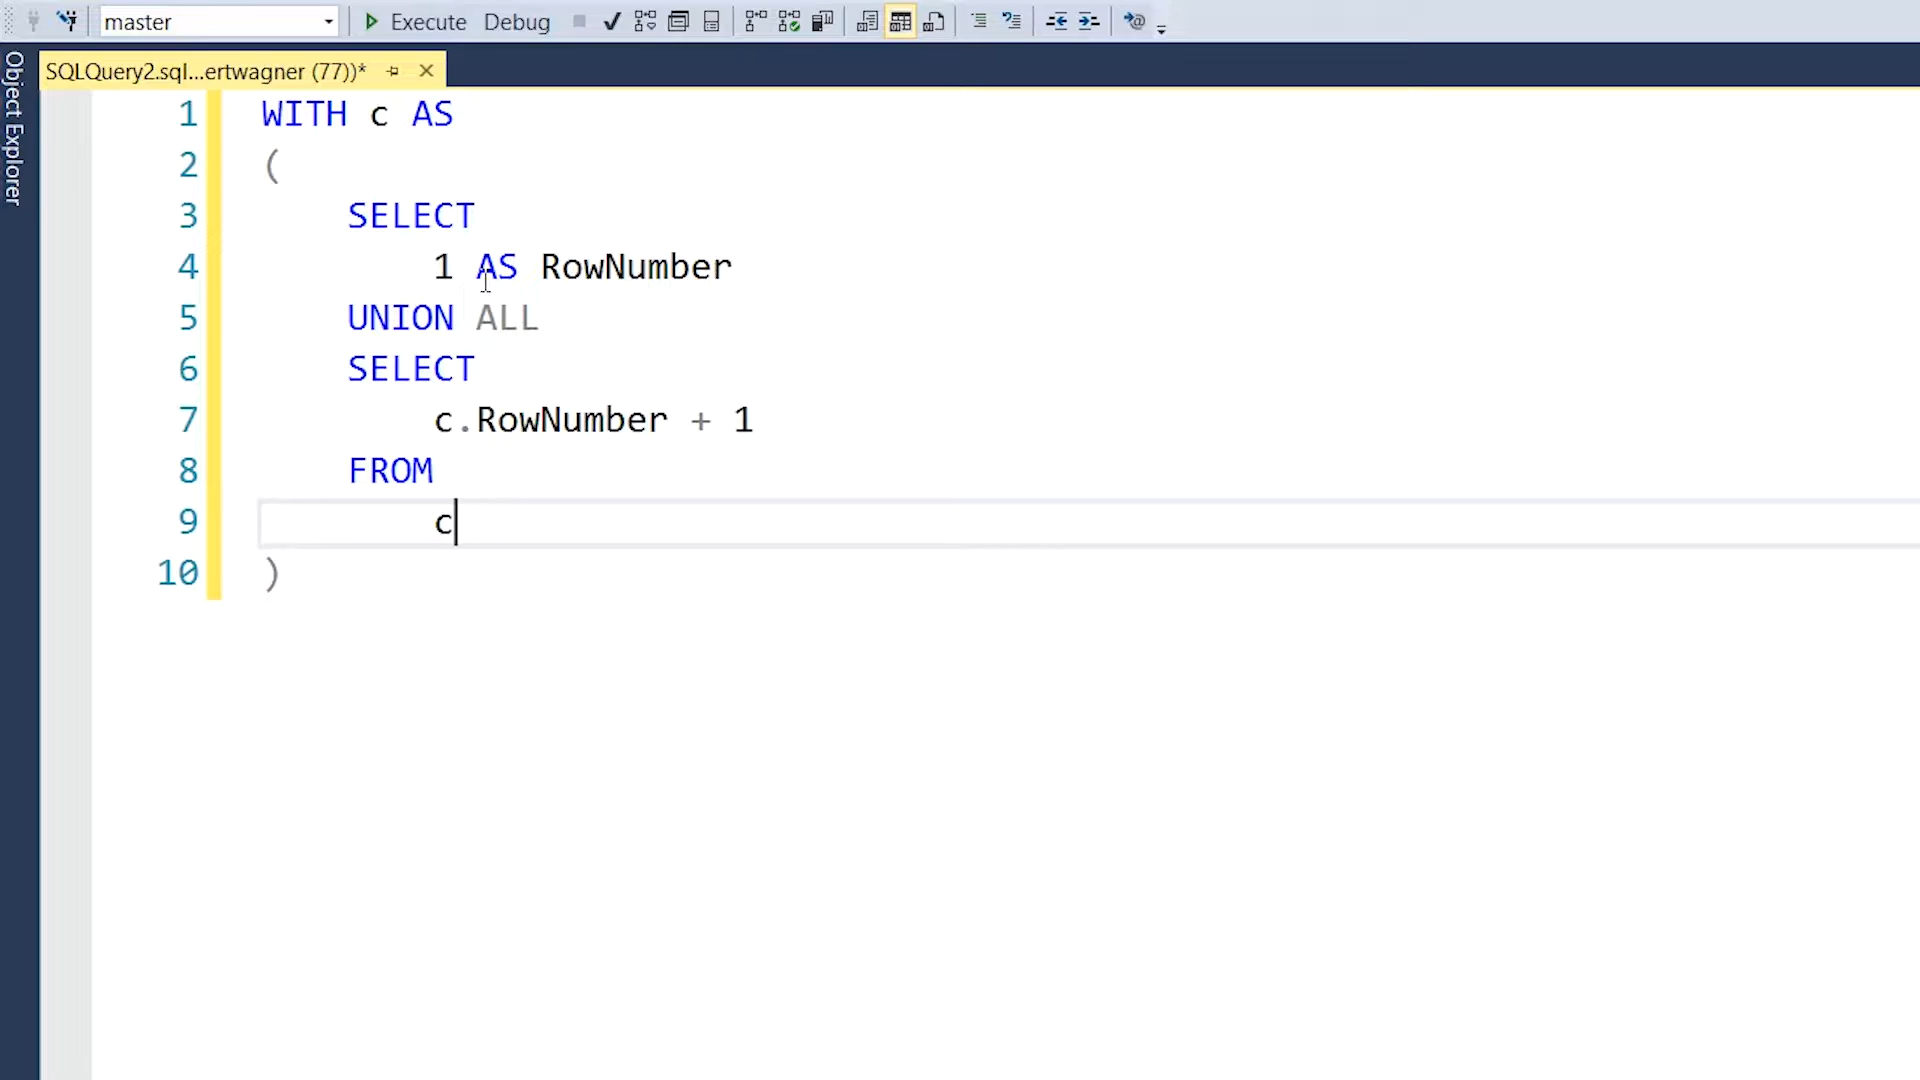 master Execute Debug
Object Explorer
SQLQuery2.sql...ertwagner (77))*
1 WITH c AS
2 (
3 SELECT
4 1 AS RowNumber
5 UNION ALL
6 SELECT
7 c.RowNumber + 1
8 FROM
9 c
10 )